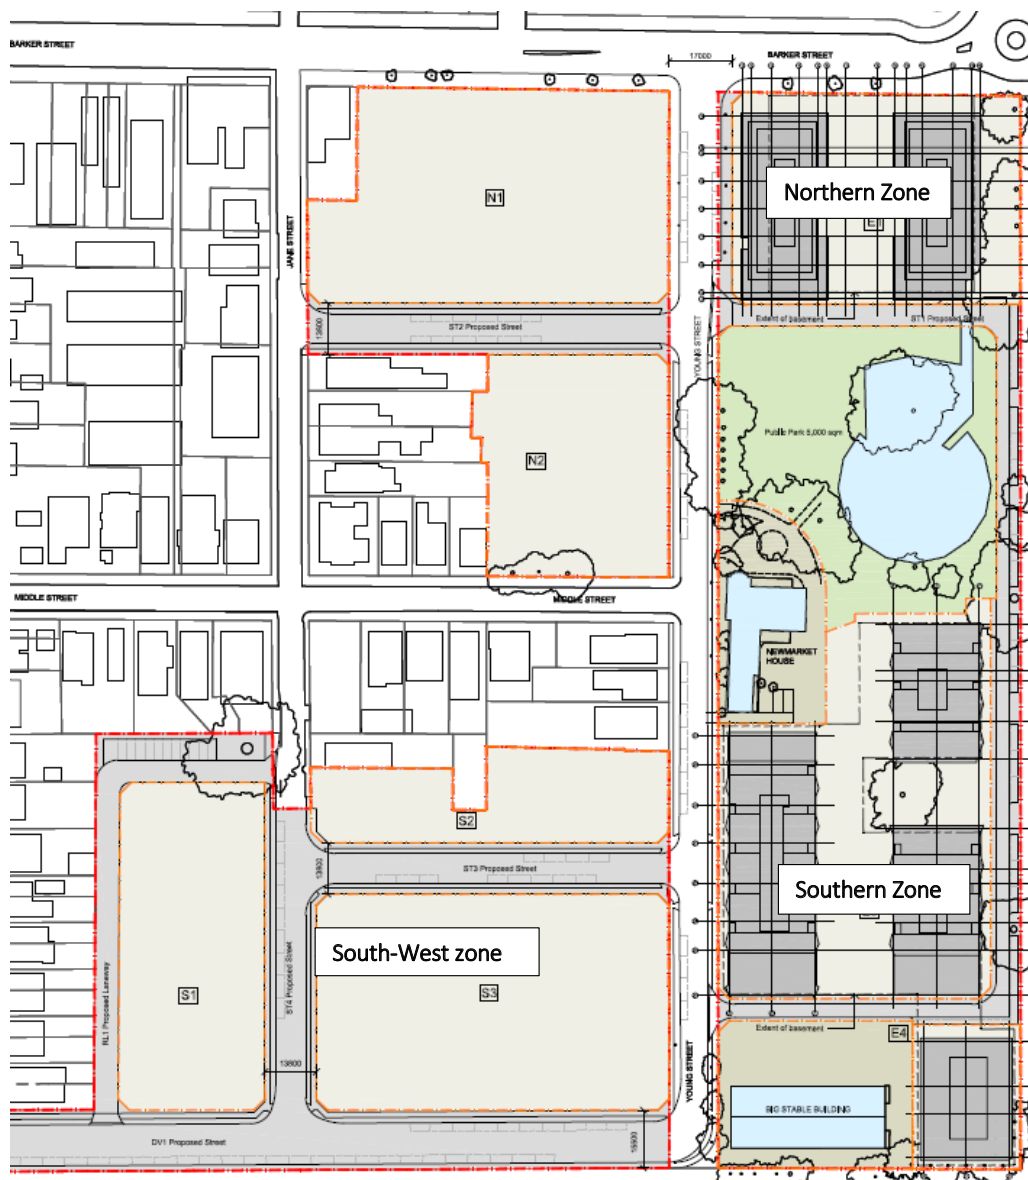 BARKER STREET
17000
BARKER STREET
Northern Zone
N1
JANE STREET
13600
ST2 Proposed Street
Extent of basement
ST1 Proposed Street
YOUNG STREET
Public Park 5,000 sqm
N2
MIDDLE STREET
MIDDLE STREET
NEWMARKET
HOUSE
S2
13800
ST3 Proposed Street
Southern Zone
South-West zone
RL1 Proposed Laneway
S1
ST4 Proposed Street
S3
13800
Extent of basement
E4
YOUNG STREET
BIG STABLE BUILDING
DV1 Proposed Street
15900